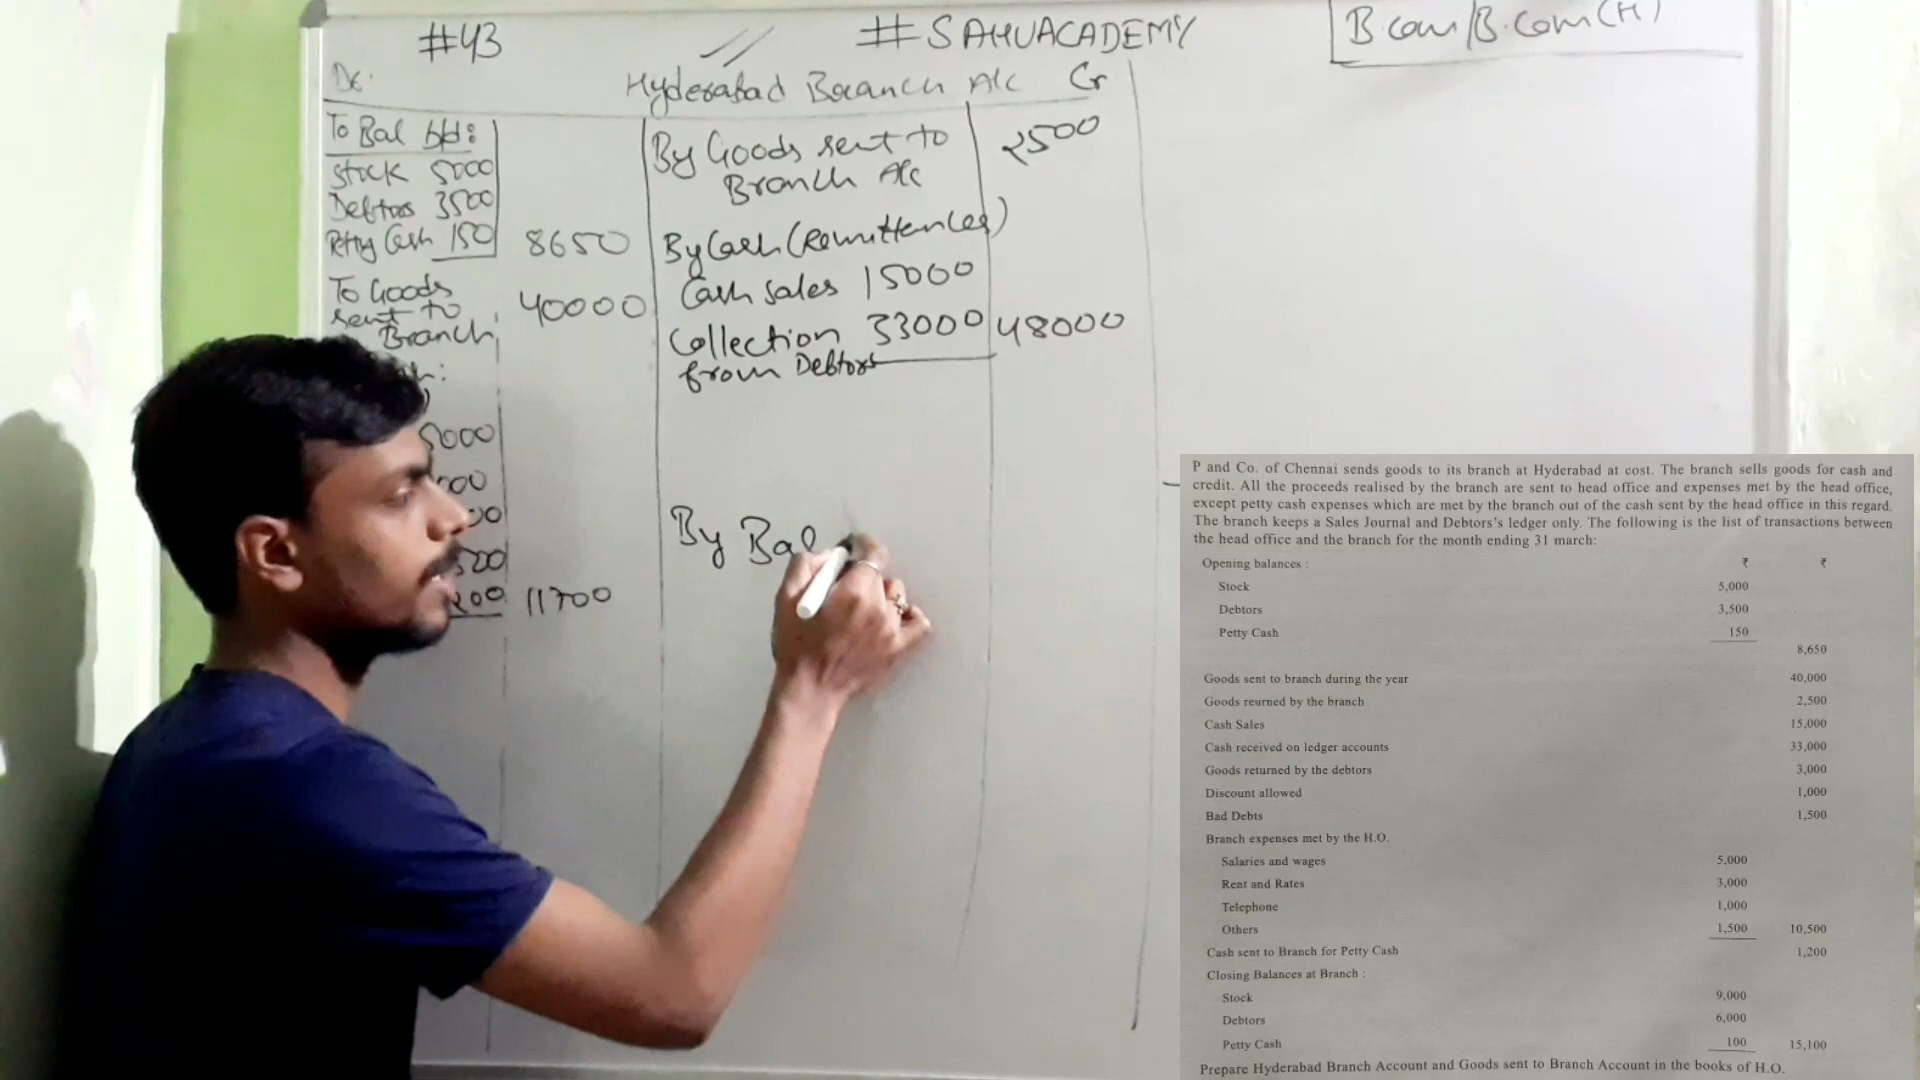 #43
#SAHUACADEMY
B.com/B.Com(H)
Dr.
Hyderabad Branch A/c
Cr
To Bal b/d:
Stock 5000
Debtors 3500
Petty Cash 150 8650
To Goods
sent to
Branch 40000
5000
000
00
500
200 11700
By Goods sent to
Branch A/c 2500
By Cash (Remittances)
Cash Sales 15000
Collection 33000 48000
from Debtors
By Bal
P and Co. of Chennai sends goods to its branch at Hyderabad at cost. The branch sells goods for cash and
credit. All the proceeds realised by the branch are sent to head office and expenses met by the head office,
except petty cash expenses which are met by the branch out of the cash sent by the head office in this regard.
The branch keeps a Sales Journal and Debtors's ledger only. The following is the list of transactions between
the head office and the branch for the month ending 31 march:
Opening balances : ₹ ₹
Stock 5,000
Debtors 3,500
Petty Cash 150
8,650
Goods sent to branch during the year 40,000
Goods reurned by the branch 2,500
Cash Sales 15,000
Cash received on ledger accounts 33,000
Goods returned by the debtors 3,000
Discount allowed 1,000
Bad Debts 1,500
Branch expenses met by the H.O.
Salaries and wages 5,000
Rent and Rates 3,000
Telephone 1,000
Others 1,500 10,500
Cash sent to Branch for Petty Cash 1,200
Closing Balances at Branch :
Stock 9,000
Debtors 6,000
Petty Cash 100 15,100
Prepare Hyderabad Branch Account and Goods sent to Branch Account in the books of H.O.